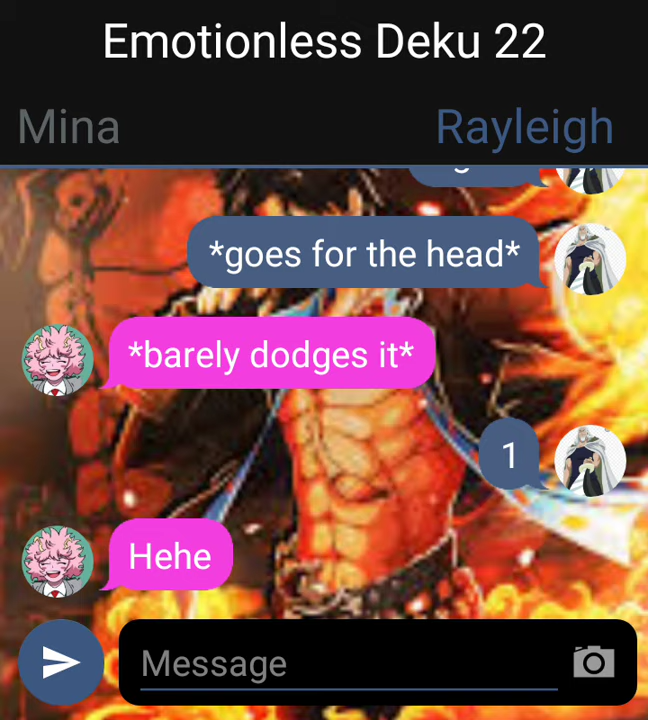 Emotionless Deku 22
Mina
Rayleigh
*goes for the head*
*barely dodges it*
1
Hehe
Message